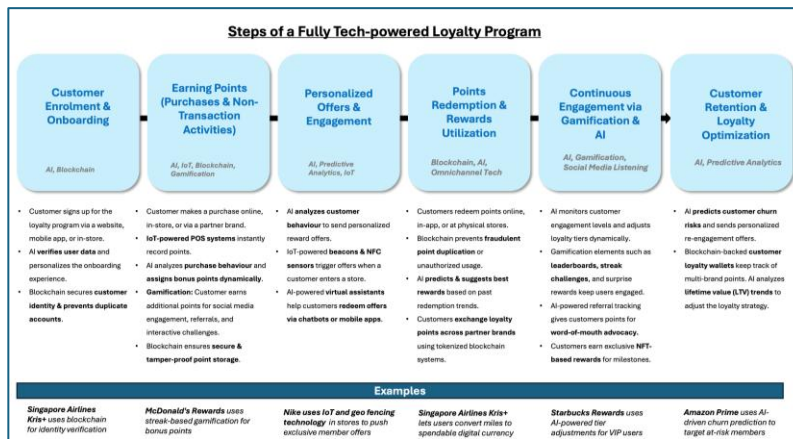 Steps of a Fully Tech-powered Loyalty Program
Customer
Enrolment &
Onboarding
AI, Blockchain
Earning Points
(Purchases & Non-
Transaction
Activities)
AI, IoT, Blockchain,
Gamification
Personalized
Offers &
Engagement
AI, Predictive
Analytics, IoT
Points
Redemption &
Rewards
Utilization
Blockchain, AI,
Omnichannel Tech
Continuous
Engagement via
Gamification &
AI
AI, Gamification,
Social Media Listening
Customer
Retention &
Loyalty
Optimization
AI, Predictive Analytics
• Customer signs up for the
loyalty program via a website,
mobile app, or in-store.
• AI verifies user data and
personalizes the onboarding
experience.
• Blockchain secures customer
identity & prevents duplicate
accounts.
• Customer makes a purchase online,
in-store, or via a partner brand.
• IoT-powered POS systems instantly
record points.
• AI analyzes purchase behaviour and
assigns bonus points dynamically.
• Gamification: Customer earns
additional points for social media
engagement, referrals, and
interactive challenges.
• Blockchain ensures secure &
tamper-proof point storage.
• AI analyzes customer
behaviour to send personalized
reward offers.
• IoT-powered beacons & NFC
sensors trigger offers when a
customer enters a store.
• AI-powered virtual assistants
help customers redeem offers
via chatbots or mobile apps.
• Customers redeem points online,
in-app, or at physical stores.
• Blockchain prevents fraudulent
point duplication or
unauthorized usage.
• AI predicts & suggests best
rewards based on past
redemption trends.
• Customers exchange loyalty
points across partner brands
using tokenized blockchain
systems.
• AI monitors customer
engagement levels and adjusts
loyalty tiers dynamically.
• Gamification elements such as
leaderboards, streak
challenges, and surprise
rewards keep users engaged.
• AI-powered referral tracking
gives customers points for
word-of-mouth advocacy.
• Customers earn exclusive NFT-
based rewards for milestones.
• AI predicts customer churn
risks and sends personalized
re-engagement offers.
• Blockchain-backed customer
loyalty wallets keep track of
multi-brand points. AI analyzes
lifetime value (LTV) trends to
adjust the loyalty strategy.
Examples
Singapore Airlines
Kris+ uses blockchain
for identity verification
McDonald's Rewards uses
streak-based gamification for
bonus points
Nike uses IoT and geo fencing
technology in stores to push
exclusive member offers
Singapore Airlines Kris+
lets users convert miles to
spendable digital currency
Starbucks Rewards uses
AI-powered tier
adjustments for VIP users
Amazon Prime uses AI-
driven churn prediction to
target at-risk members